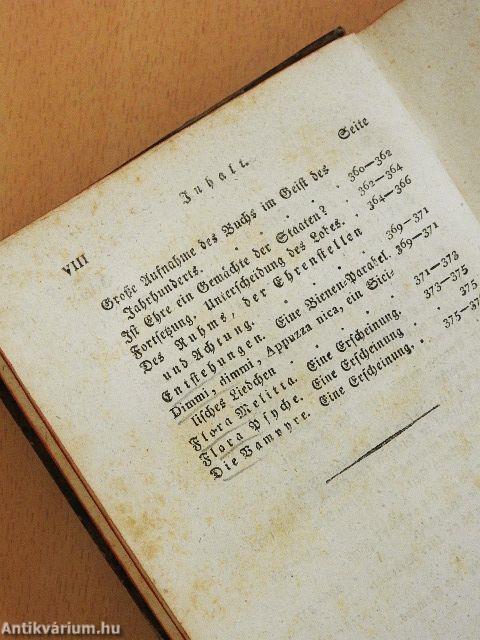 VIII
Inhalt.
Seite
Große Aufnahme des Buchs im Geist des
Jahrhunderts. . . . . . 360—362
Ist Ehre ein Gemächte der Staaten? . 362—364
Fortsetzung. Unterscheidung des Lobes. . 364—366
Des Ruhms, der Ehrenstellen
und Achtung. . . . . . 369—371
Entstehungen. Eine Bienen-Parabel. 369—371
Dimmi, dimmi, Appuzza nica, ein Sici-
lisches Liedchen . . . . . 371—373
Flora Melitta. Eine Erscheinung. . 373—375
Flora Psyche. Eine Erscheinung . . 375
Die Vampyre. Eine Erscheinung. . .
Antikvárium.hu